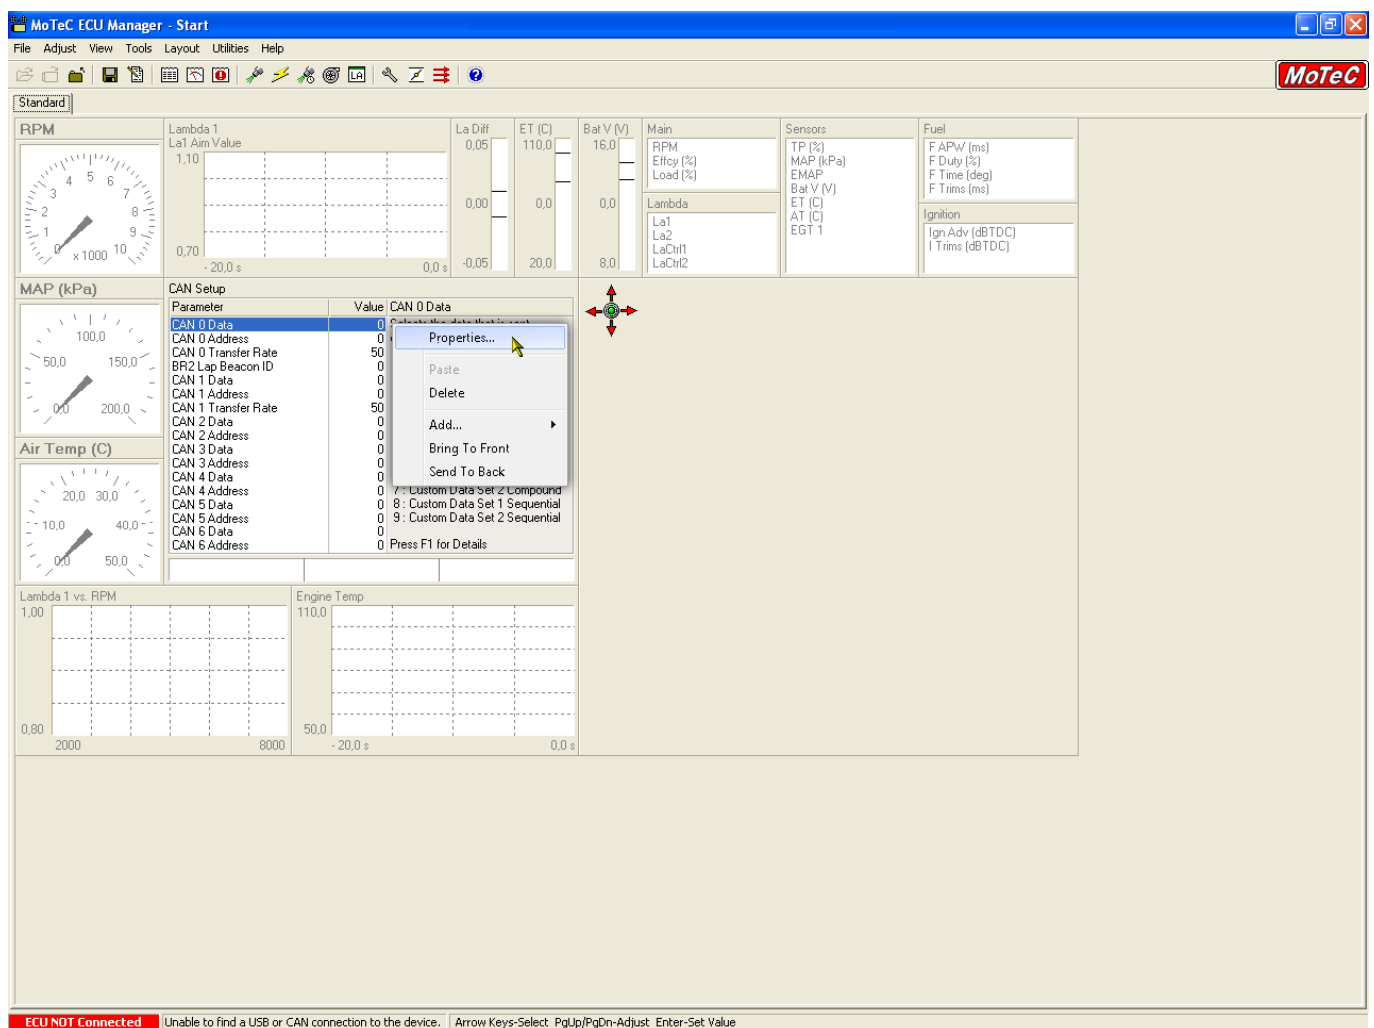 MoTeC ECU Manager - Start
File Adjust View Tools Layout Utilities Help
LA
MoTeC
Standard
RPM
0 1 2 3 4 5 6 7 8 9 10
x 1000
Lambda 1
La1 Aim Value
1,10
0,70
- 20,0 s 0,0 s
La Diff
0,05
0,00
-0,05
ET (C)
110,0
0,0
20,0
Bat V (V)
16,0
0,0
8,0
Main
RPM
Effcy (%)
Load (%)
Lambda
La1
La2
LaCtrl1
LaCtrl2
Sensors
TP (%)
MAP (kPa)
EMAP
Bat V (V)
ET (C)
AT (C)
EGT 1
Fuel
F APW (ms)
F Duty (%)
F Time (deg)
F Trims (ms)
Ignition
Ign Adv (dBTDC)
I Trims (dBTDC)
MAP (kPa)
100,0
50,0 150,0
0,0 200,0
Air Temp (C)
20,0 30,0
10,0 40,0
0,0 50,0
CAN Setup
Parameter Value CAN 0 Data
CAN 0 Data 0
CAN 0 Address 0
CAN 0 Transfer Rate 50
BR2 Lap Beacon ID 0
CAN 1 Data 0
CAN 1 Address 0
CAN 1 Transfer Rate 50
CAN 2 Data 0
CAN 2 Address 0
CAN 3 Data 0
CAN 3 Address 0
CAN 4 Data 0
CAN 4 Address 0
CAN 5 Data 0
CAN 5 Address 0
CAN 6 Data 0
CAN 6 Address 0
Properties...
Paste
Delete
Add...
Bring To Front
Send To Back
7 : Custom Data Set 2 Compound
8 : Custom Data Set 1 Sequential
9 : Custom Data Set 2 Sequential
Press F1 for Details
Lambda 1 vs. RPM
1,00
0,80
2000 8000
Engine Temp
110,0
50,0
- 20,0 s 0,0 s
ECU NOT Connected Unable to find a USB or CAN connection to the device. Arrow Keys-Select PgUp/PgDn-Adjust Enter-Set Value